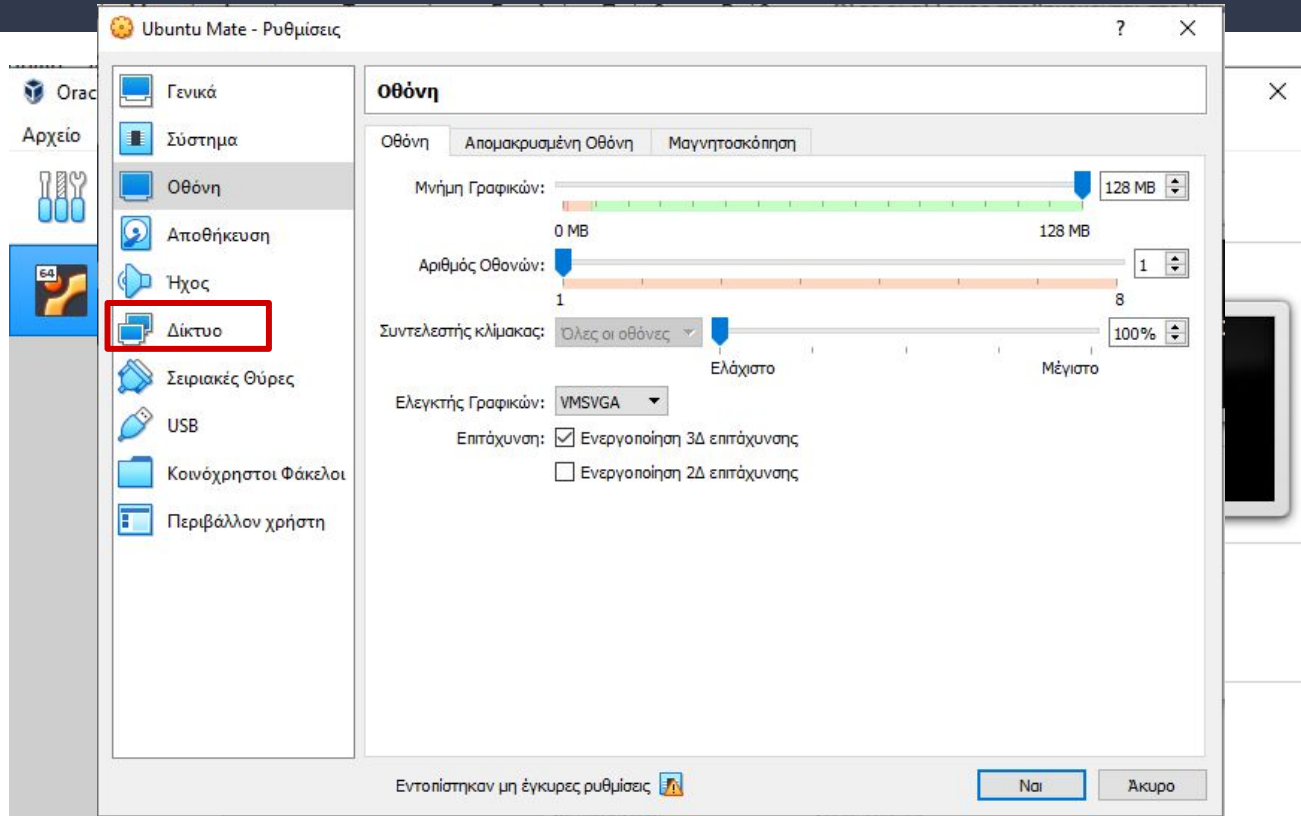 Ubuntu Mate - Ρυθμίσεις
?
Orac
Αρχείο
64
Γενικά
Σύστημα
Οθόνη
Αποθήκευση
Ήχος
Δίκτυο
Σειριακές Θύρες
USB
Κοινόχρηστοι Φάκελοι
Περιβάλλον χρήστη
Οθόνη
Οθόνη Απομακρυσμένη Οθόνη Μαγνητοσκόπηση
Μνήμη Γραφικών: 128 MB
0 MB 128 MB
Αριθμός Οθονών: 1
1 8
Συντελεστής κλίμακας: Όλες οι οθόνες 100%
Ελάχιστο Μέγιστο
Ελεγκτής Γραφικών: VMSVGA
Επιτάχυνση: Ενεργοποίηση 3Δ επιτάχυνσης
Ενεργοποίηση 2Δ επιτάχυνσης
Εντοπίστηκαν μη έγκυρες ρυθμίσεις
Ναι Άκυρο